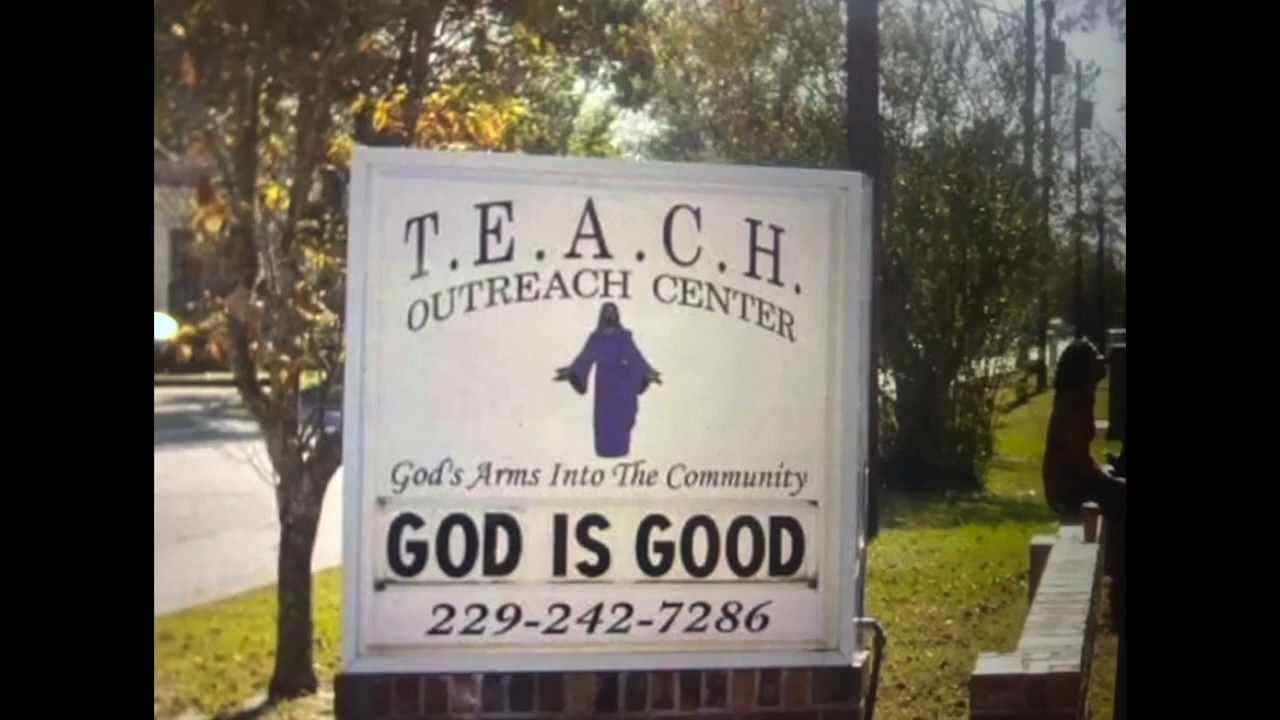 T.E.A.C.H.
OUTREACH CENTER
God's Arms Into The Community
GOD IS GOOD
229-242-7286